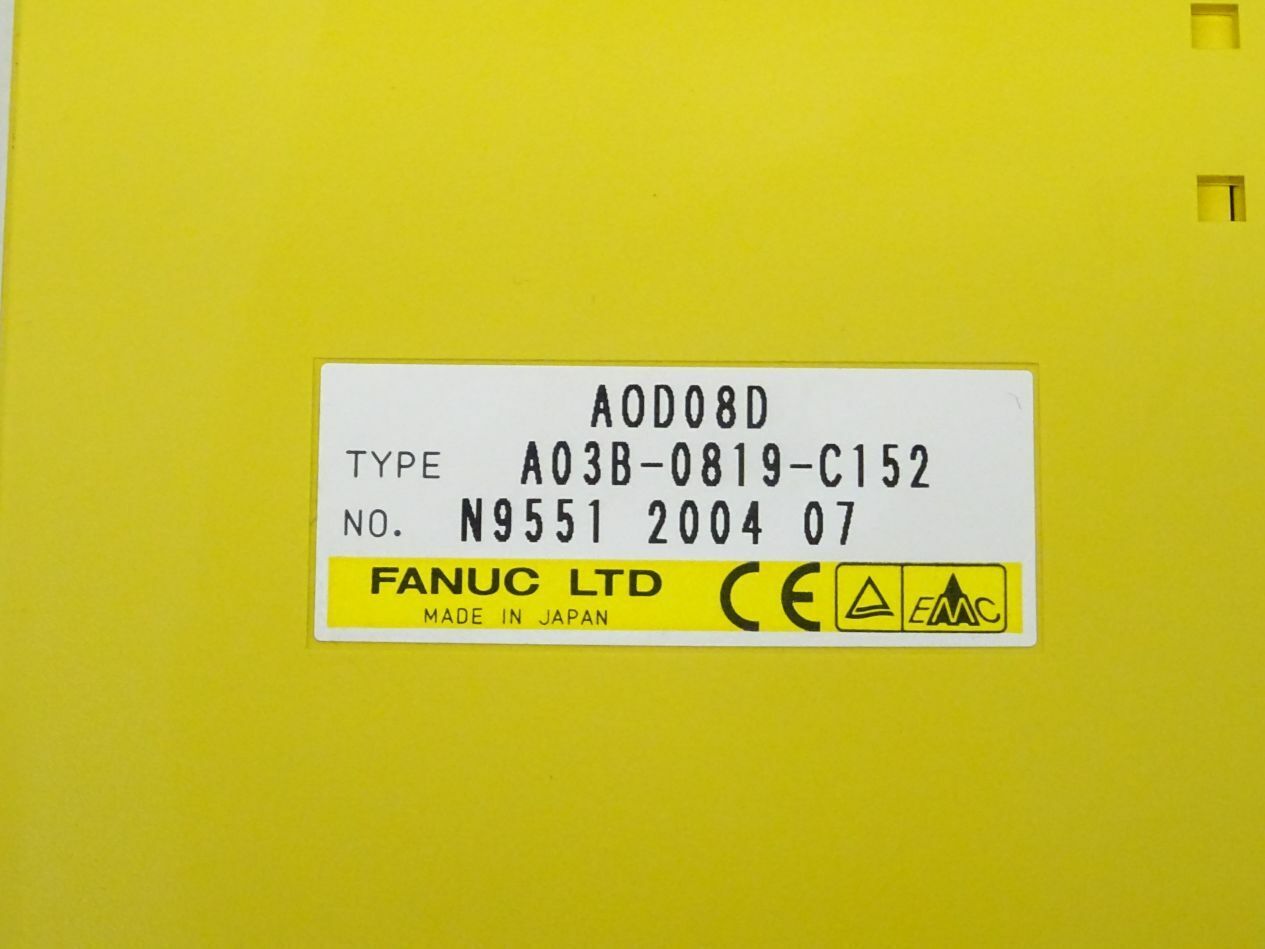 AOD08D
TYPE A03B-0819-C152
NO. N9551 2004 07
FANUC LTD
MADE IN JAPAN
CE
EMC